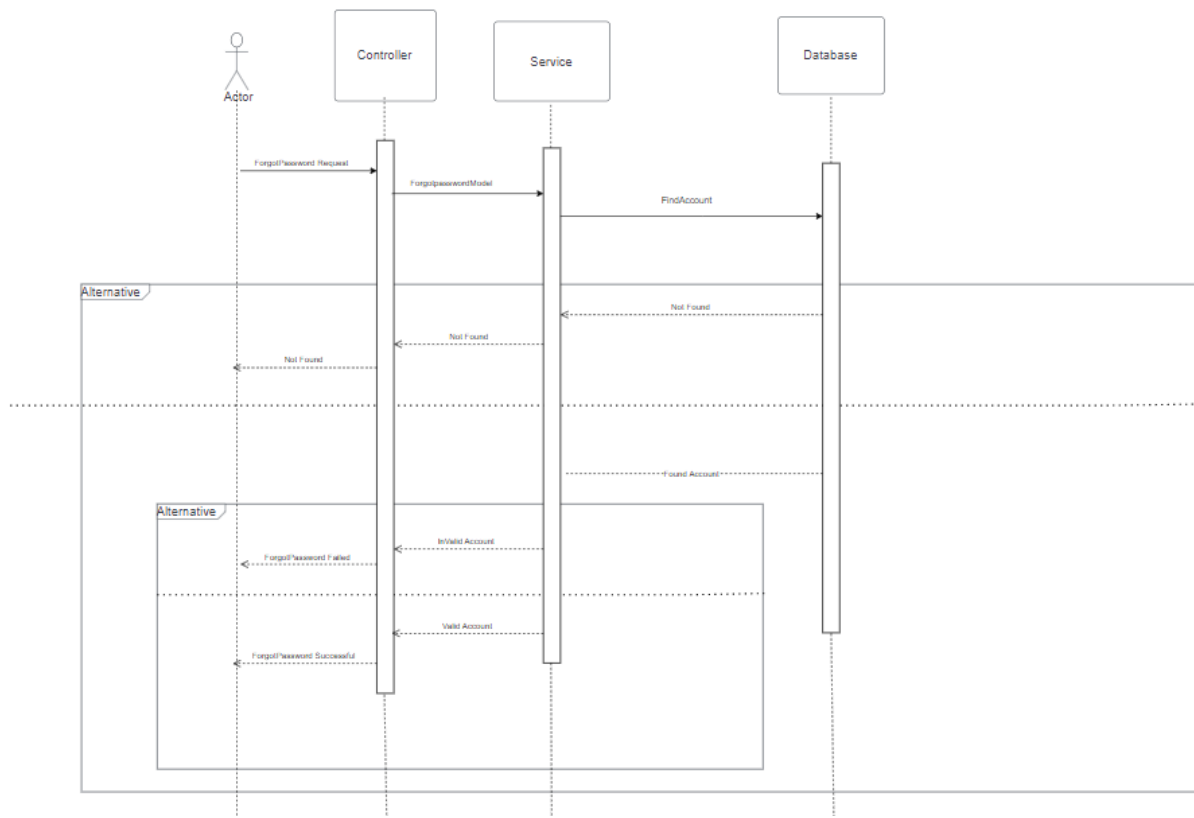 Controller
Service
Database
Actor
ForgotPassword Request
ForgotpasswordModel
FindAccount
Alternative
Not Found
Not Found
Not Found
Found Account
Alternative
InValid Account
ForgotPassword Failed
Valid Account
ForgotPassword Successful